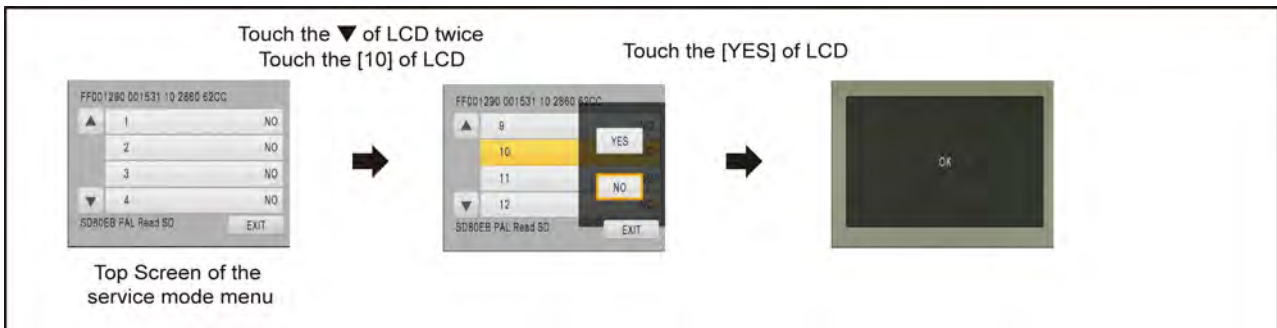 Touch the ▼ of LCD twice
Touch the [10] of LCD
Touch the [YES] of LCD
FF001290 001531 10 2860 62CC
▲ 1 NO
2 NO
3 NO
▼ 4 NO
SD80EB PAL Read SD EXIT
Top Screen of the
service mode menu
FF001290 001531 10 2860 62CC
▲ 9 NO
10
11
▼ 12
YES
NO
SD80EB PAL Read SD EXIT
OK